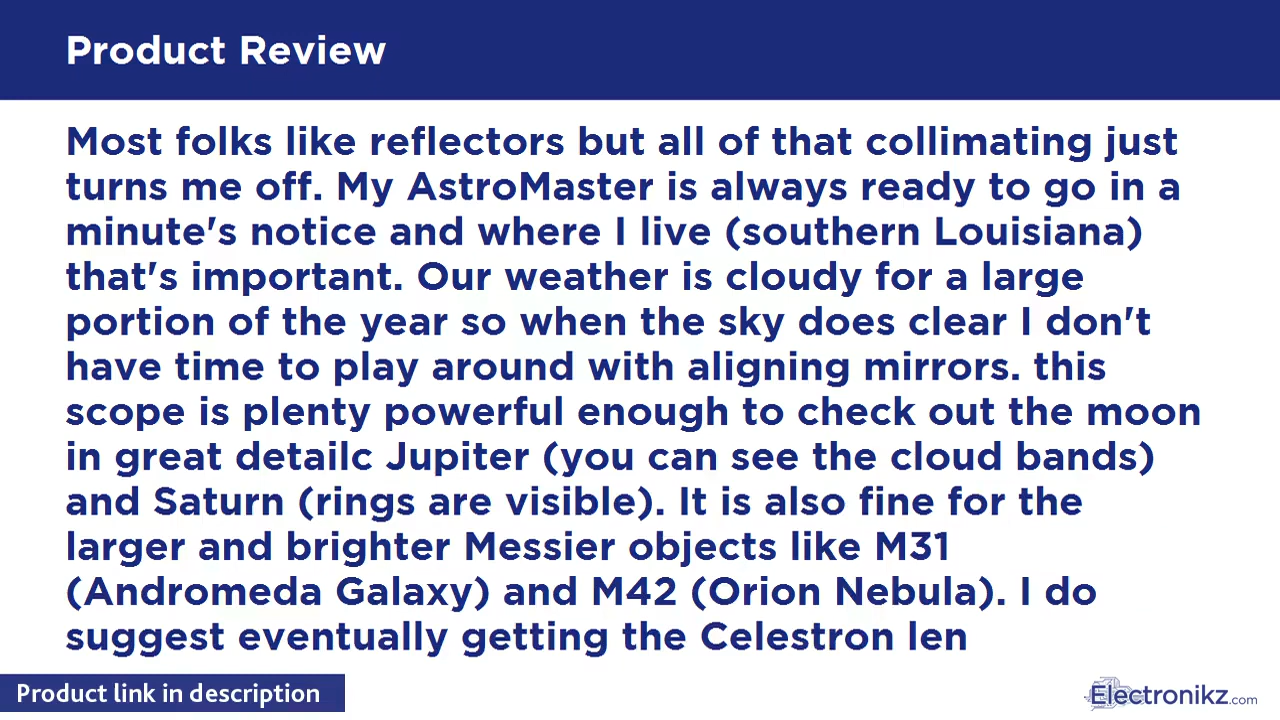 Product Review
Most folks like reflectors but all of that collimating just
turns me off. My AstroMaster is always ready to go in a
minute's notice and where I live (southern Louisiana)
that's important. Our weather is cloudy for a large
portion of the year so when the sky does clear I don't
have time to play around with aligning mirrors. this
scope is plenty powerful enough to check out the moon
in great detailc Jupiter (you can see the cloud bands)
and Saturn (rings are visible). It is also fine for the
larger and brighter Messier objects like M31
(Andromeda Galaxy) and M42 (Orion Nebula). I do
suggest eventually getting the Celestron len
Product link in description
Electronikz.com